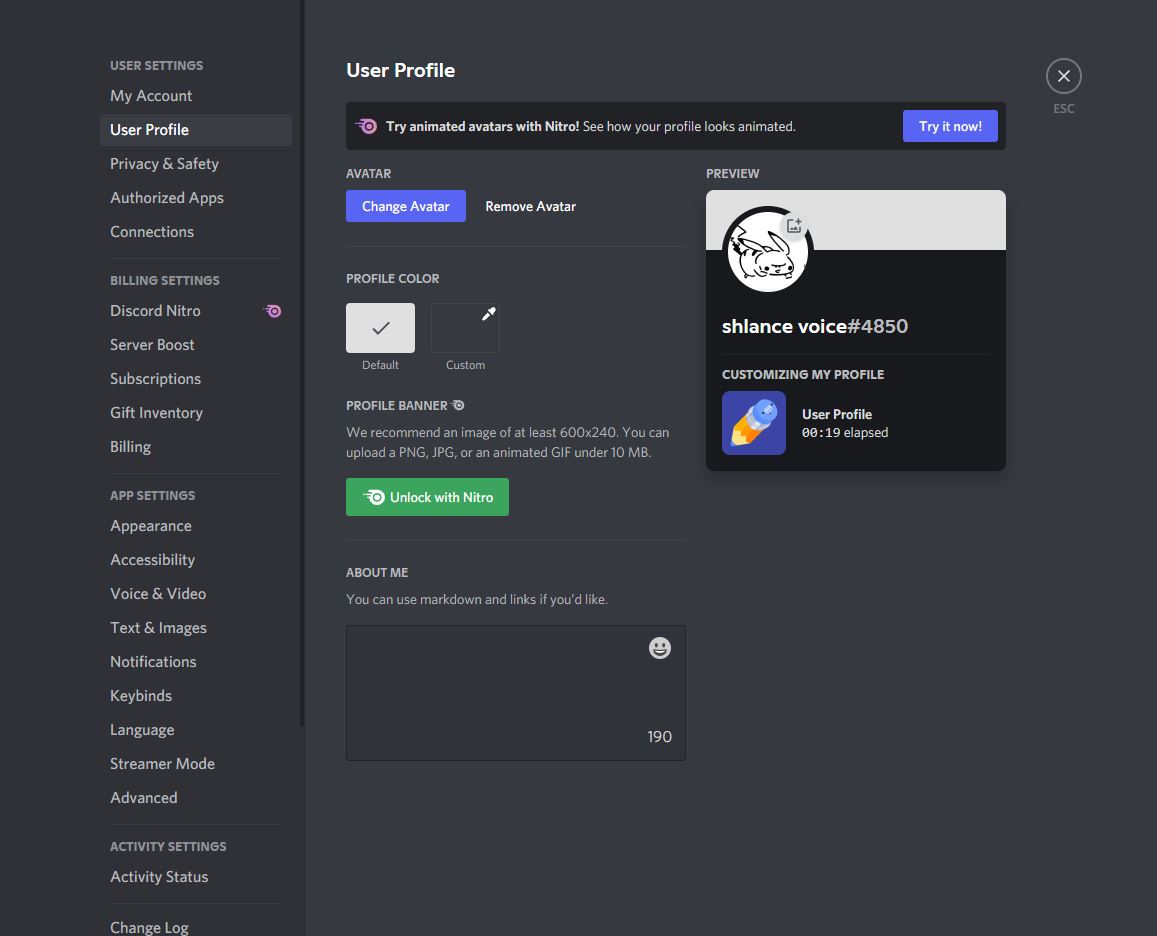 USER SETTINGS
My Account
User Profile
Privacy & Safety
Authorized Apps
Connections
BILLING SETTINGS
Discord Nitro
Server Boost
Subscriptions
Gift Inventory
Billing
APP SETTINGS
Appearance
Accessibility
Voice & Video
Text & Images
Notifications
Keybinds
Language
Streamer Mode
Advanced
ACTIVITY SETTINGS
Activity Status
Change Log
User Profile
ESC
Try animated avatars with Nitro! See how your profile looks animated.
Try it now!
AVATAR
Change Avatar
Remove Avatar
PROFILE COLOR
Default
Custom
PROFILE BANNER
We recommend an image of at least 600x240. You can
upload a PNG, JPG, or an animated GIF under 10 MB.
Unlock with Nitro
ABOUT ME
You can use markdown and links if you'd like.
190
PREVIEW
shlance voice#4850
CUSTOMIZING MY PROFILE
User Profile
00:19 elapsed